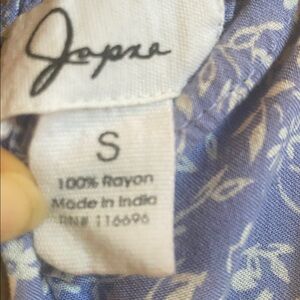 Japna
S
100% Rayon
Made in India
RN# 116696